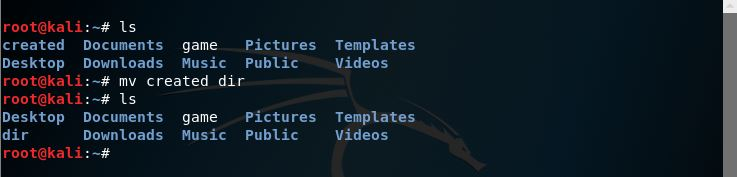 root@kali:~# ls
created  Documents  game   Pictures  Templates
Desktop  Downloads  Music  Public    Videos
root@kali:~# mv created dir
root@kali:~# ls
Desktop  Documents  game   Pictures  Templates
dir      Downloads  Music  Public    Videos
root@kali:~#